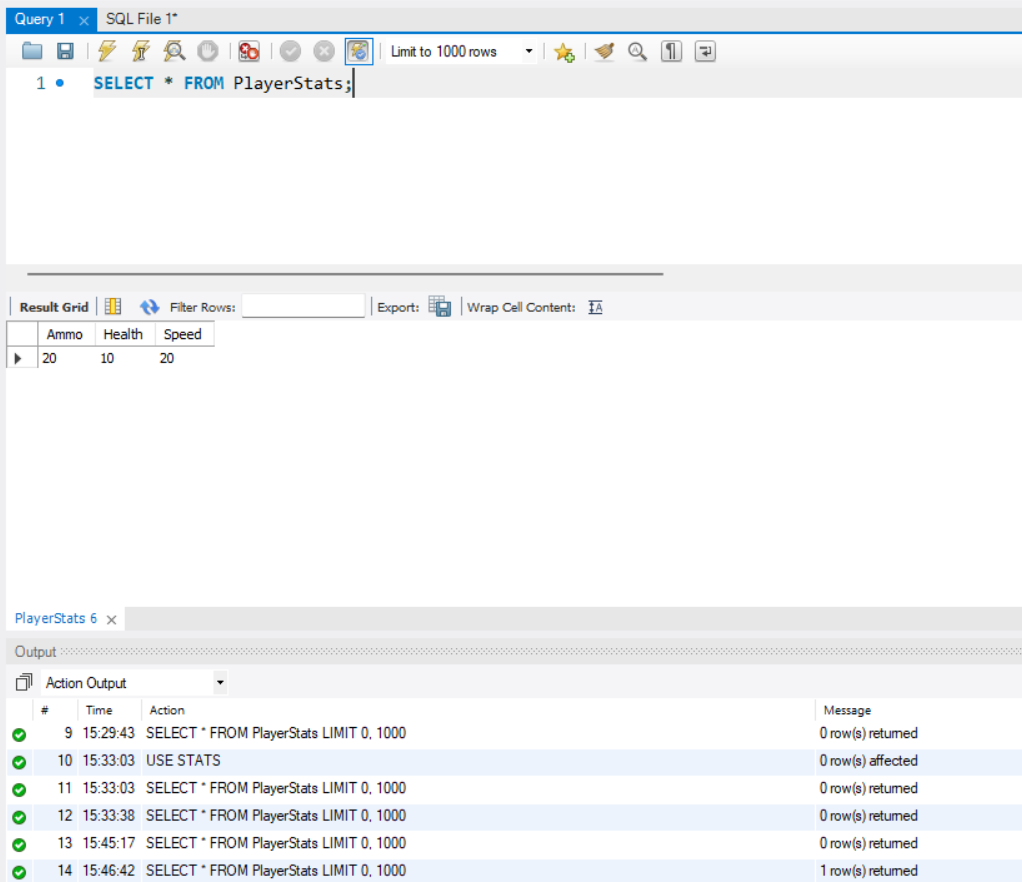 Query 1 SQL File 1*
Limit to 1000 rows
1 SELECT * FROM PlayerStats;
Result Grid Filter Rows: Export: Wrap Cell Content: IA
Ammo Health Speed
20 10 20
PlayerStats 6
Output
Action Output
# Time Action Message
9 15:29:43 SELECT * FROM PlayerStats LIMIT 0, 1000 0 row(s) returned
10 15:33:03 USE STATS 0 row(s) affected
11 15:33:03 SELECT * FROM PlayerStats LIMIT 0, 1000 0 row(s) returned
12 15:33:38 SELECT * FROM PlayerStats LIMIT 0, 1000 0 row(s) returned
13 15:45:17 SELECT * FROM PlayerStats LIMIT 0, 1000 0 row(s) returned
14 15:46:42 SELECT * FROM PlayerStats LIMIT 0, 1000 1 row(s) returned